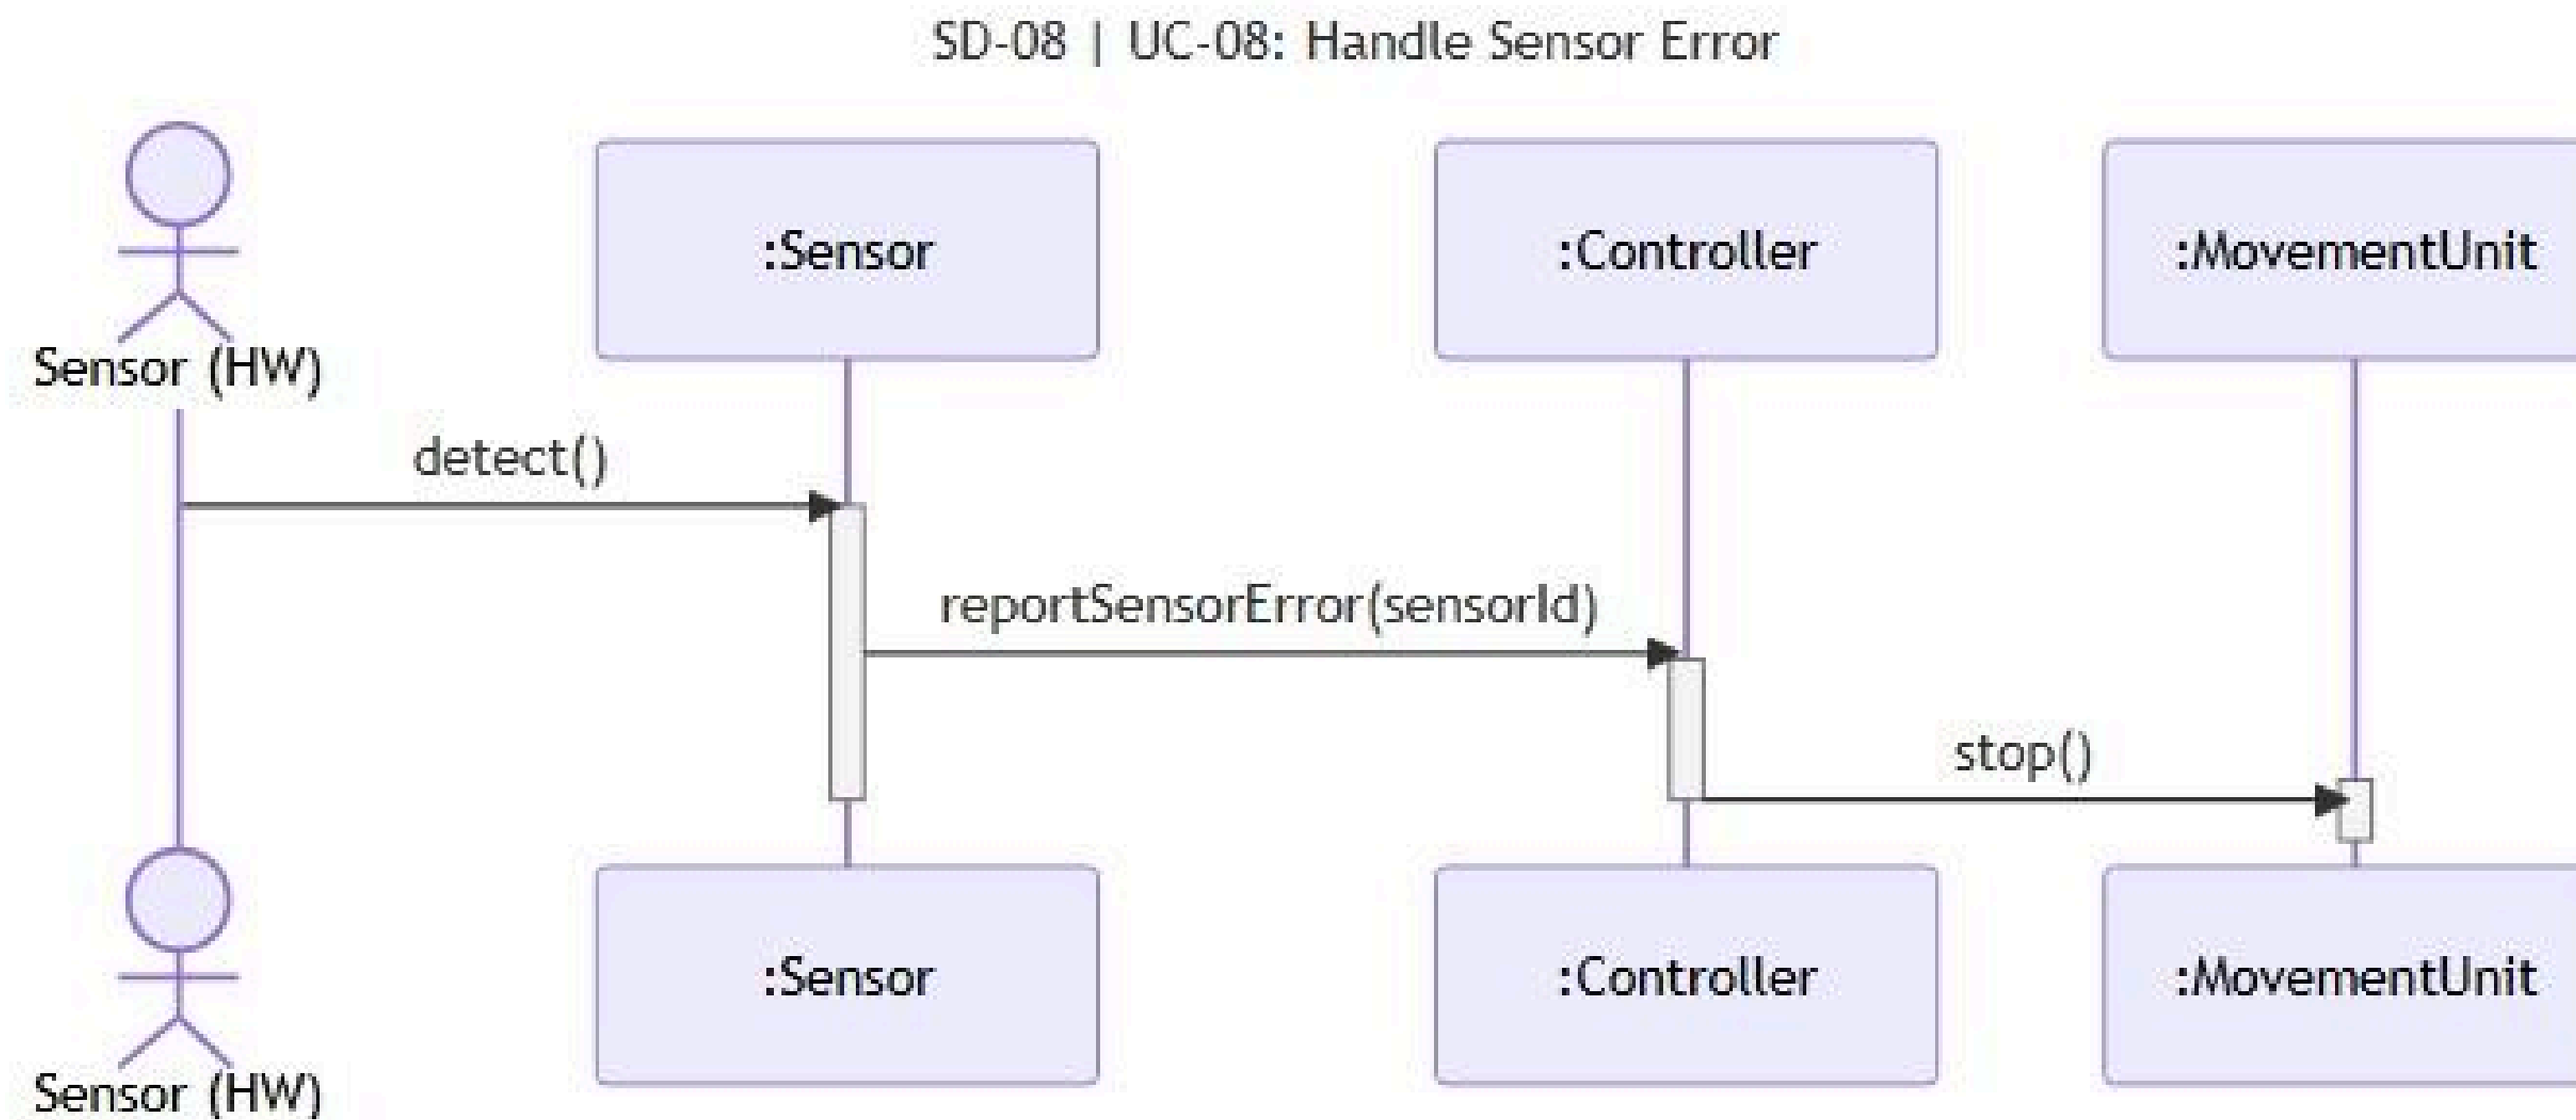 SD-08 | UC-08: Handle Sensor Error
Sensor (HW)
:Sensor
:Controller
:MovementUnit
detect()
reportSensorError(sensorId)
stop()
Sensor (HW)
:Sensor
:Controller
:MovementUnit